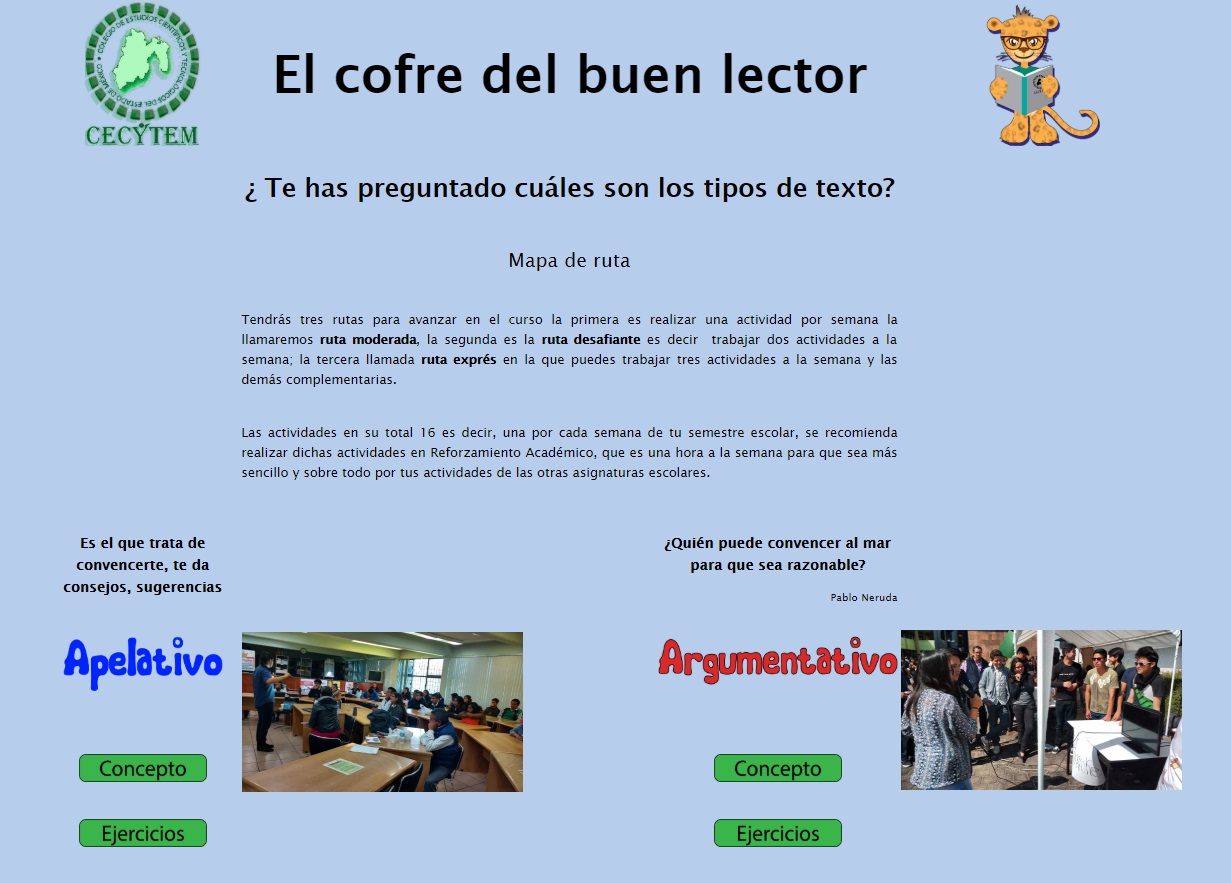 COLEGIO DE ESTUDIOS CIENTÍFICOS Y TECNOLÓGICOS DEL ESTADO DE MÉXICO
CECYTEM
El cofre del buen lector
¿ Te has preguntado cuáles son los tipos de texto?
Mapa de ruta
Tendrás tres rutas para avanzar en el curso la primera es realizar una actividad por semana la
llamaremos ruta moderada, la segunda es la ruta desafiante es decir trabajar dos actividades a la
semana; la tercera llamada ruta exprés en la que puedes trabajar tres actividades a la semana y las
demás complementarias.
Las actividades en su total 16 es decir, una por cada semana de tu semestre escolar, se recomienda
realizar dichas actividades en Reforzamiento Académico, que es una hora a la semana para que sea más
sencillo y sobre todo por tus actividades de las otras asignaturas escolares.
Es el que trata de
convencerte, te da
consejos, sugerencias
Apelativo
Concepto
Ejercicios
¿Quién puede convencer al mar
para que sea razonable?
Pablo Neruda
Argumentativo
Concepto
Ejercicios